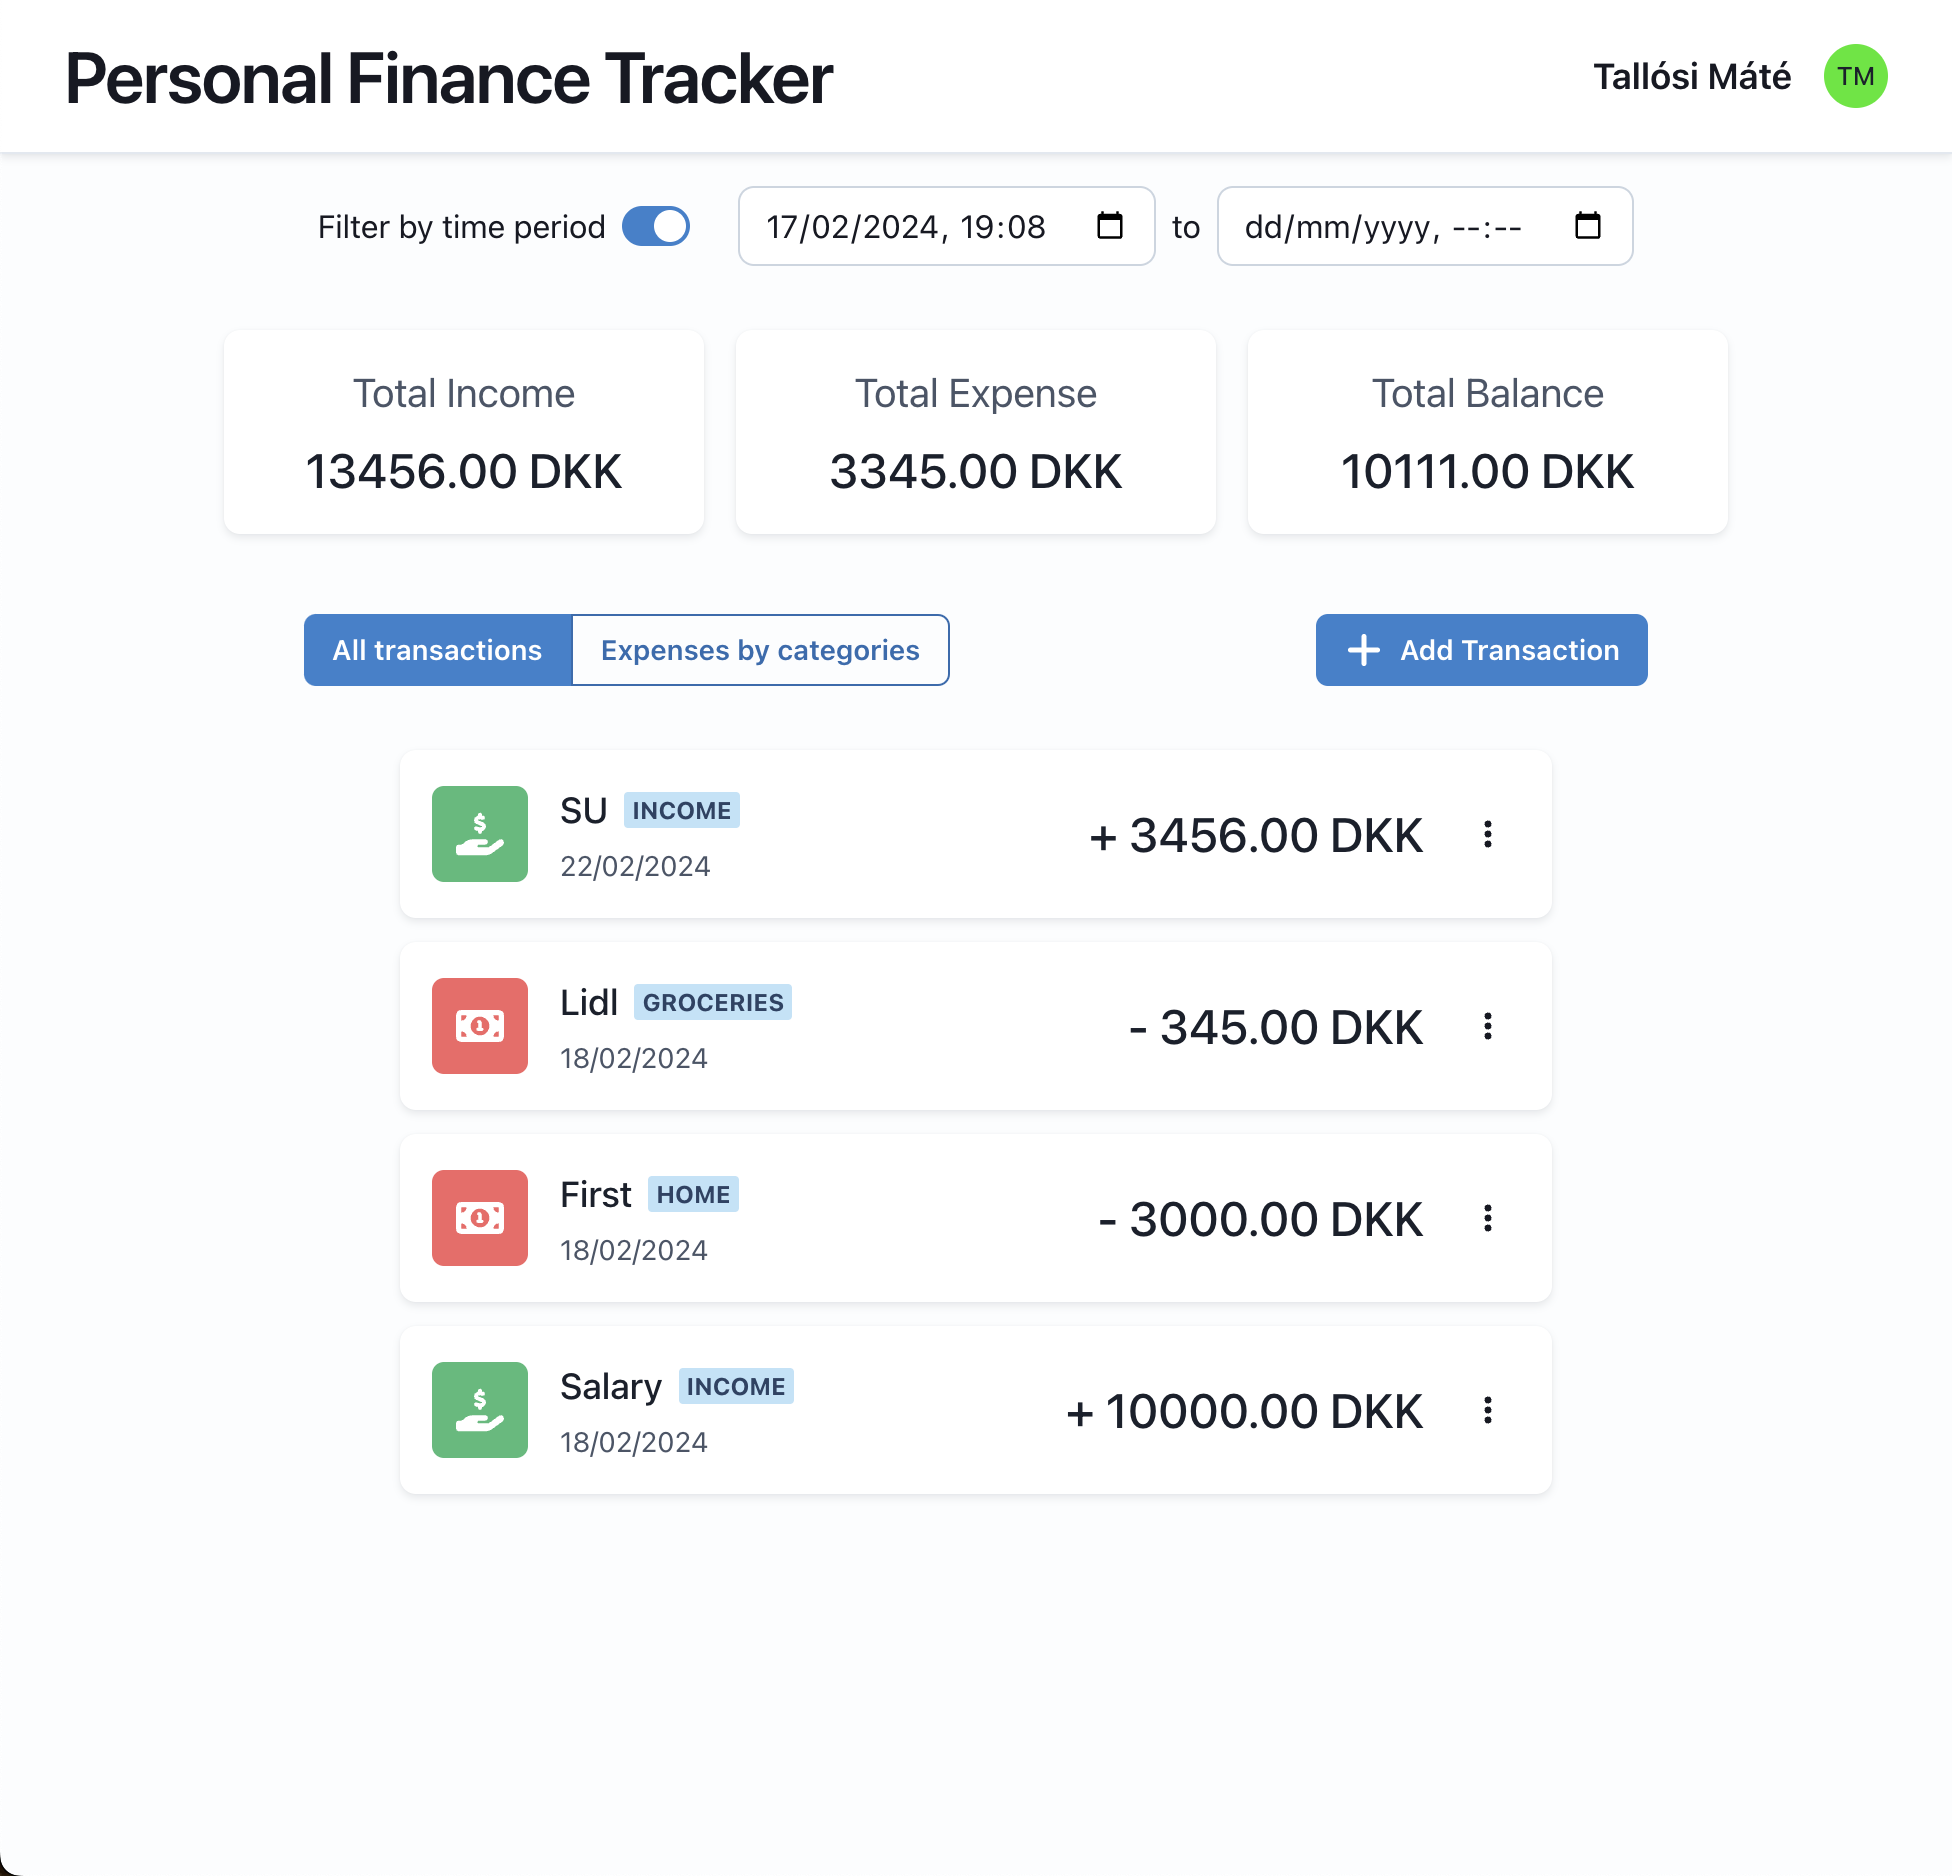 Personal Finance Tracker
Tallósi Máté TM
Filter by time period 17/02/2024, 19:08 to dd/mm/yyyy, --:--
Total Income
13456.00 DKK
Total Expense
3345.00 DKK
Total Balance
10111.00 DKK
All transactions Expenses by categories Add Transaction
SU INCOME
22/02/2024
+ 3456.00 DKK
Lidl GROCERIES
18/02/2024
- 345.00 DKK
First HOME
18/02/2024
- 3000.00 DKK
Salary INCOME
18/02/2024
+ 10000.00 DKK